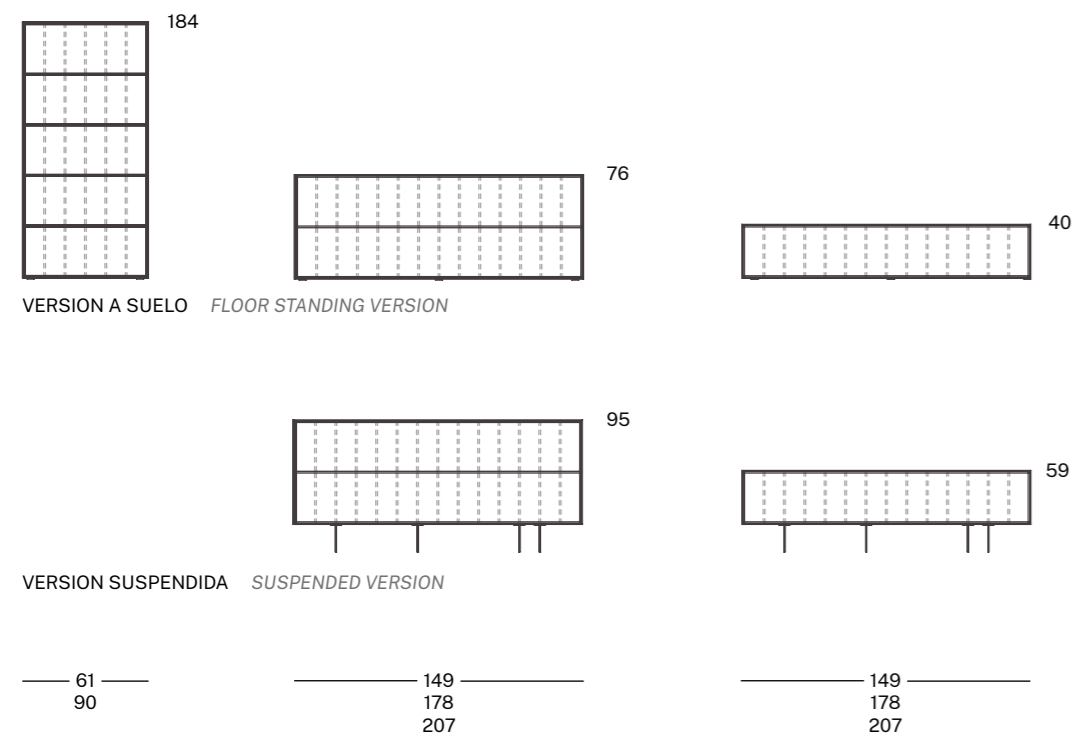 184
76
40
VERSION A SUELO FLOOR STANDING VERSION
95
59
VERSION SUSPENDIDA SUSPENDED VERSION
61 149 149
90 178 178
207 207